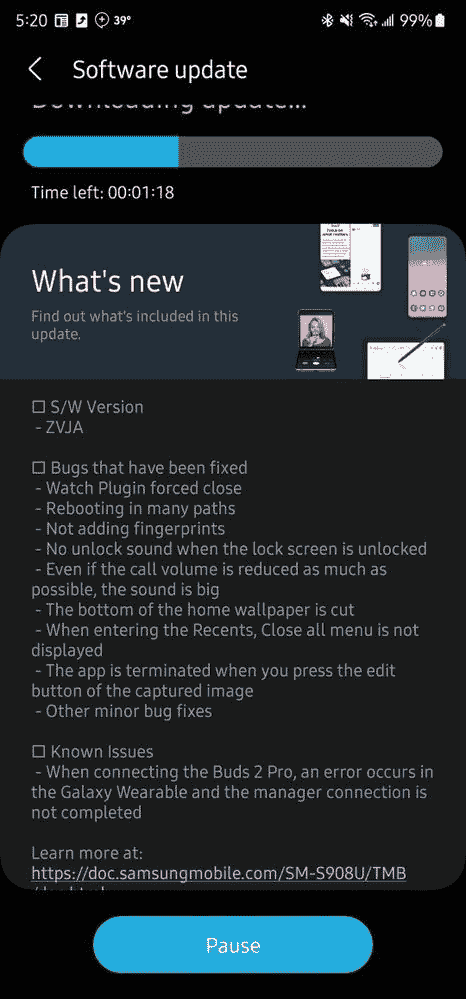 5:20 39° 99%
Software update
Downloading update...
Time left: 00:01:18
What's new
Find out what's included in this
update.
☐ S/W Version
- ZVJA
☐ Bugs that have been fixed
- Watch Plugin forced close
- Rebooting in many paths
- Not adding fingerprints
- No unlock sound when the lock screen is unlocked
- Even if the call volume is reduced as much as
possible, the sound is big
- The bottom of the home wallpaper is cut
- When entering the Recents, Close all menu is not
displayed
- The app is terminated when you press the edit
button of the captured image
- Other minor bug fixes
☐ Known Issues
- When connecting the Buds 2 Pro, an error occurs in
the Galaxy Wearable and the manager connection is
not completed
Learn more at:
https://doc.samsungmobile.com/SM-S908U/TMB
Pause